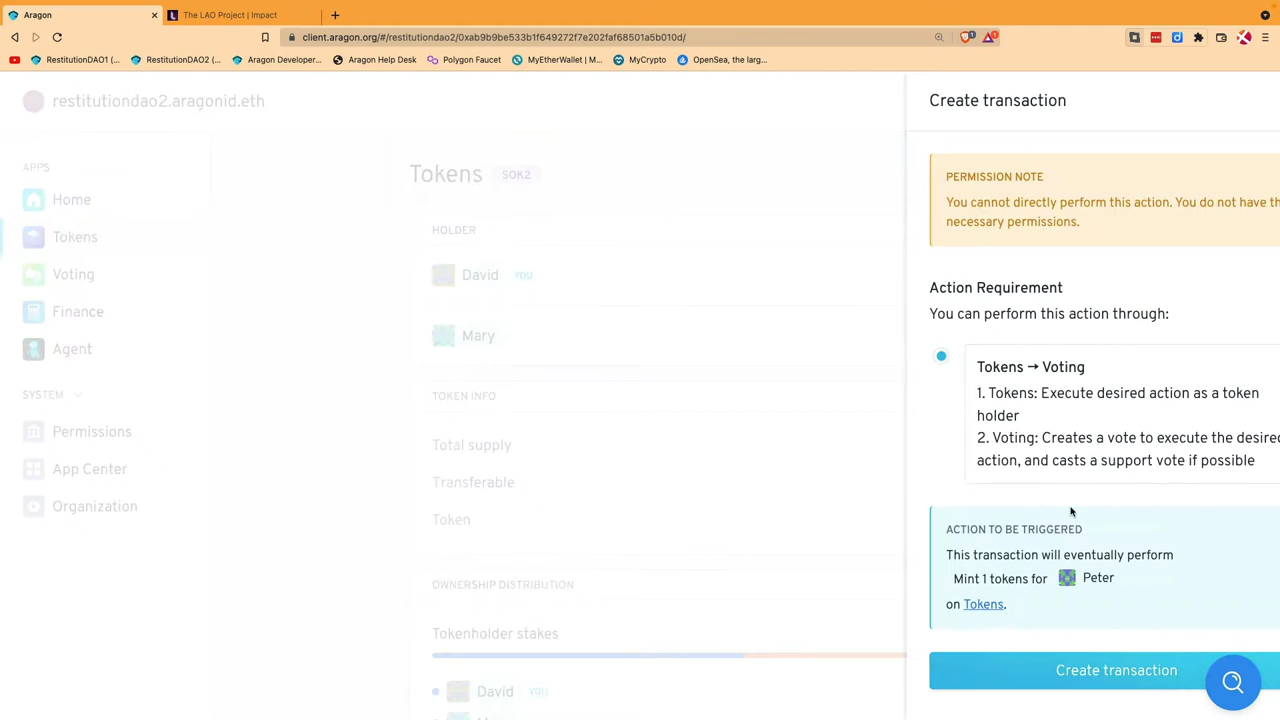 Aragon
The LAO Project | Impact
client.aragon.org/#/restitutiondao2/0xab9b9be533b1f649272f7e202faf68501a5b010d/
RestitutionDAO1 (...
RestitutionDAO2 (...
Aragon Developer...
Aragon Help Desk
Polygon Faucet
MyEtherWallet | M...
MyCrypto
OpenSea, the larg...
restitutiondao2.aragonid.eth
APPS
Home
Tokens
Voting
Finance
Agent
SYSTEM
Permissions
App Center
Organization
Tokens SOK2
HOLDER
David YOU
Mary
TOKEN INFO
Total supply
Transferable
Token
OWNERSHIP DISTRIBUTION
Tokenholder stakes
David YOU
Create transaction
PERMISSION NOTE
You cannot directly perform this action. You do not have th
necessary permissions.
Action Requirement
You can perform this action through:
Tokens → Voting
1. Tokens: Execute desired action as a token
holder
2. Voting: Creates a vote to execute the desired
action, and casts a support vote if possible
ACTION TO BE TRIGGERED
This transaction will eventually perform
Mint 1 tokens for Peter
on Tokens.
Create transaction